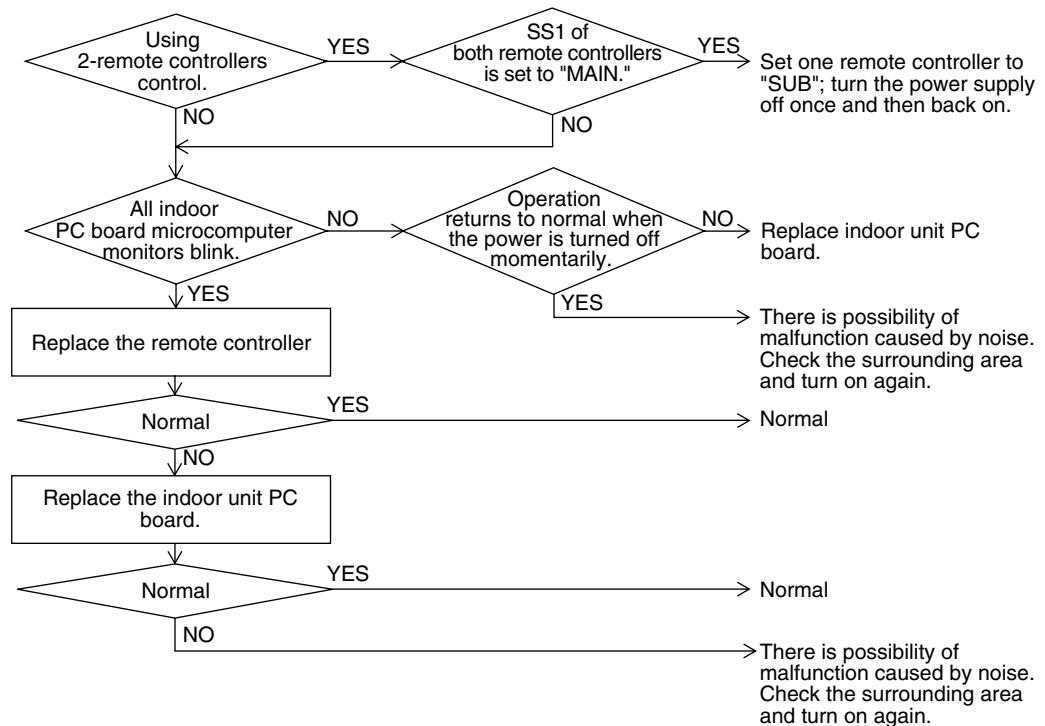 Using
2-remote controllers
control.
YES
SS1 of
both remote controllers
is set to "MAIN."
YES
Set one remote controller to
"SUB"; turn the power supply
off once and then back on.
NO
NO
All indoor
PC board microcomputer
monitors blink.
NO
Operation
returns to normal when
the power is turned off
momentarily.
NO
Replace indoor unit PC
board.
YES
YES
There is possibility of
malfunction caused by noise.
Check the surrounding area
and turn on again.
Replace the remote controller
Normal
YES
Normal
NO
Replace the indoor unit PC
board.
Normal
YES
Normal
NO
There is possibility of
malfunction caused by noise.
Check the surrounding area
and turn on again.